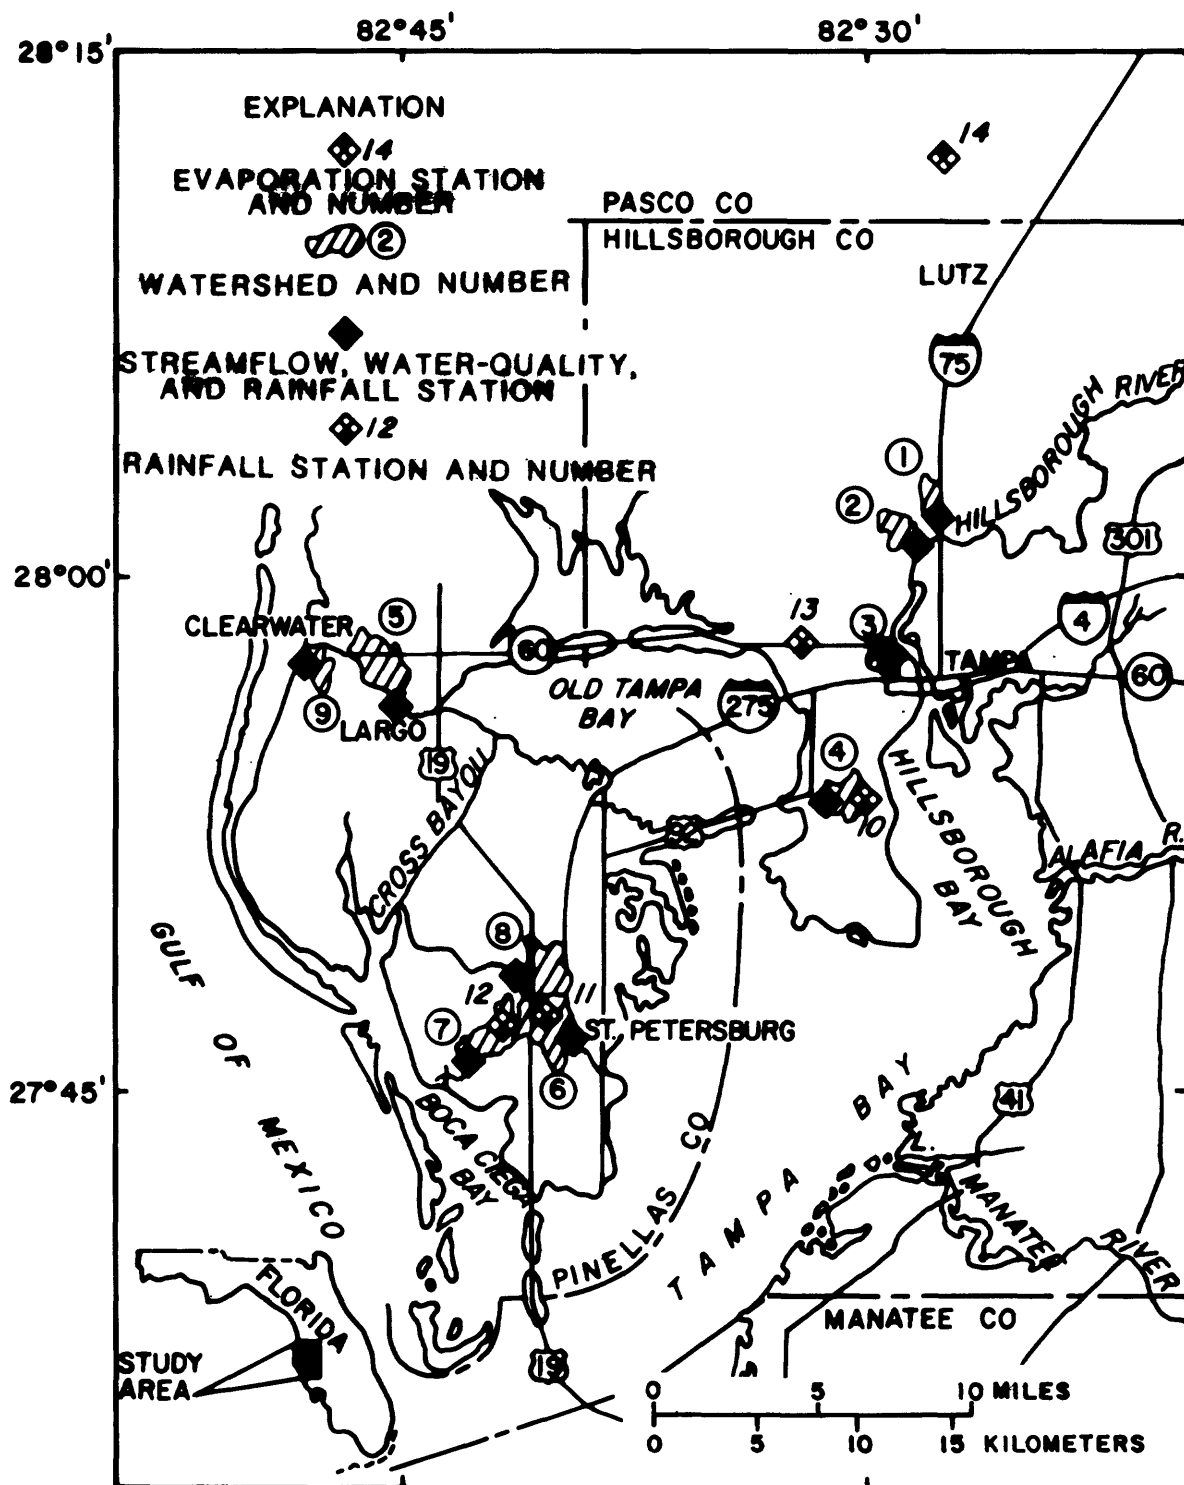 82°45' 82°30'
28°15'
EXPLANATION
14
EVAPORATION STATION
AND NUMBER
2
WATERSHED AND NUMBER
STREAMFLOW, WATER-QUALITY,
AND RAINFALL STATION
12
RAINFALL STATION AND NUMBER
14
PASCO CO
HILLSBOROUGH CO
LUTZ
75
HILLSBOROUGH RIVER
1
2
301
28°00'
13
3
4
5
CLEARWATER
60
TAMPA
60
OLD TAMPA
BAY
275
9
LARGO
19
CROSS BAYOU
4
10
HILLSBOROUGH
BAY
ALAFIA R.
GULF
OF
MEXICO
8
12
11
7
ST. PETERSBURG
6
27°45'
BOCA CIEGA
BAY
41
TAMPA BAY
L.
MANATEE
RIVER
PINELLAS CO
MANATEE CO
FLORIDA
STUDY
AREA
19
0 5 10 MILES
0 5 10 15 KILOMETERS